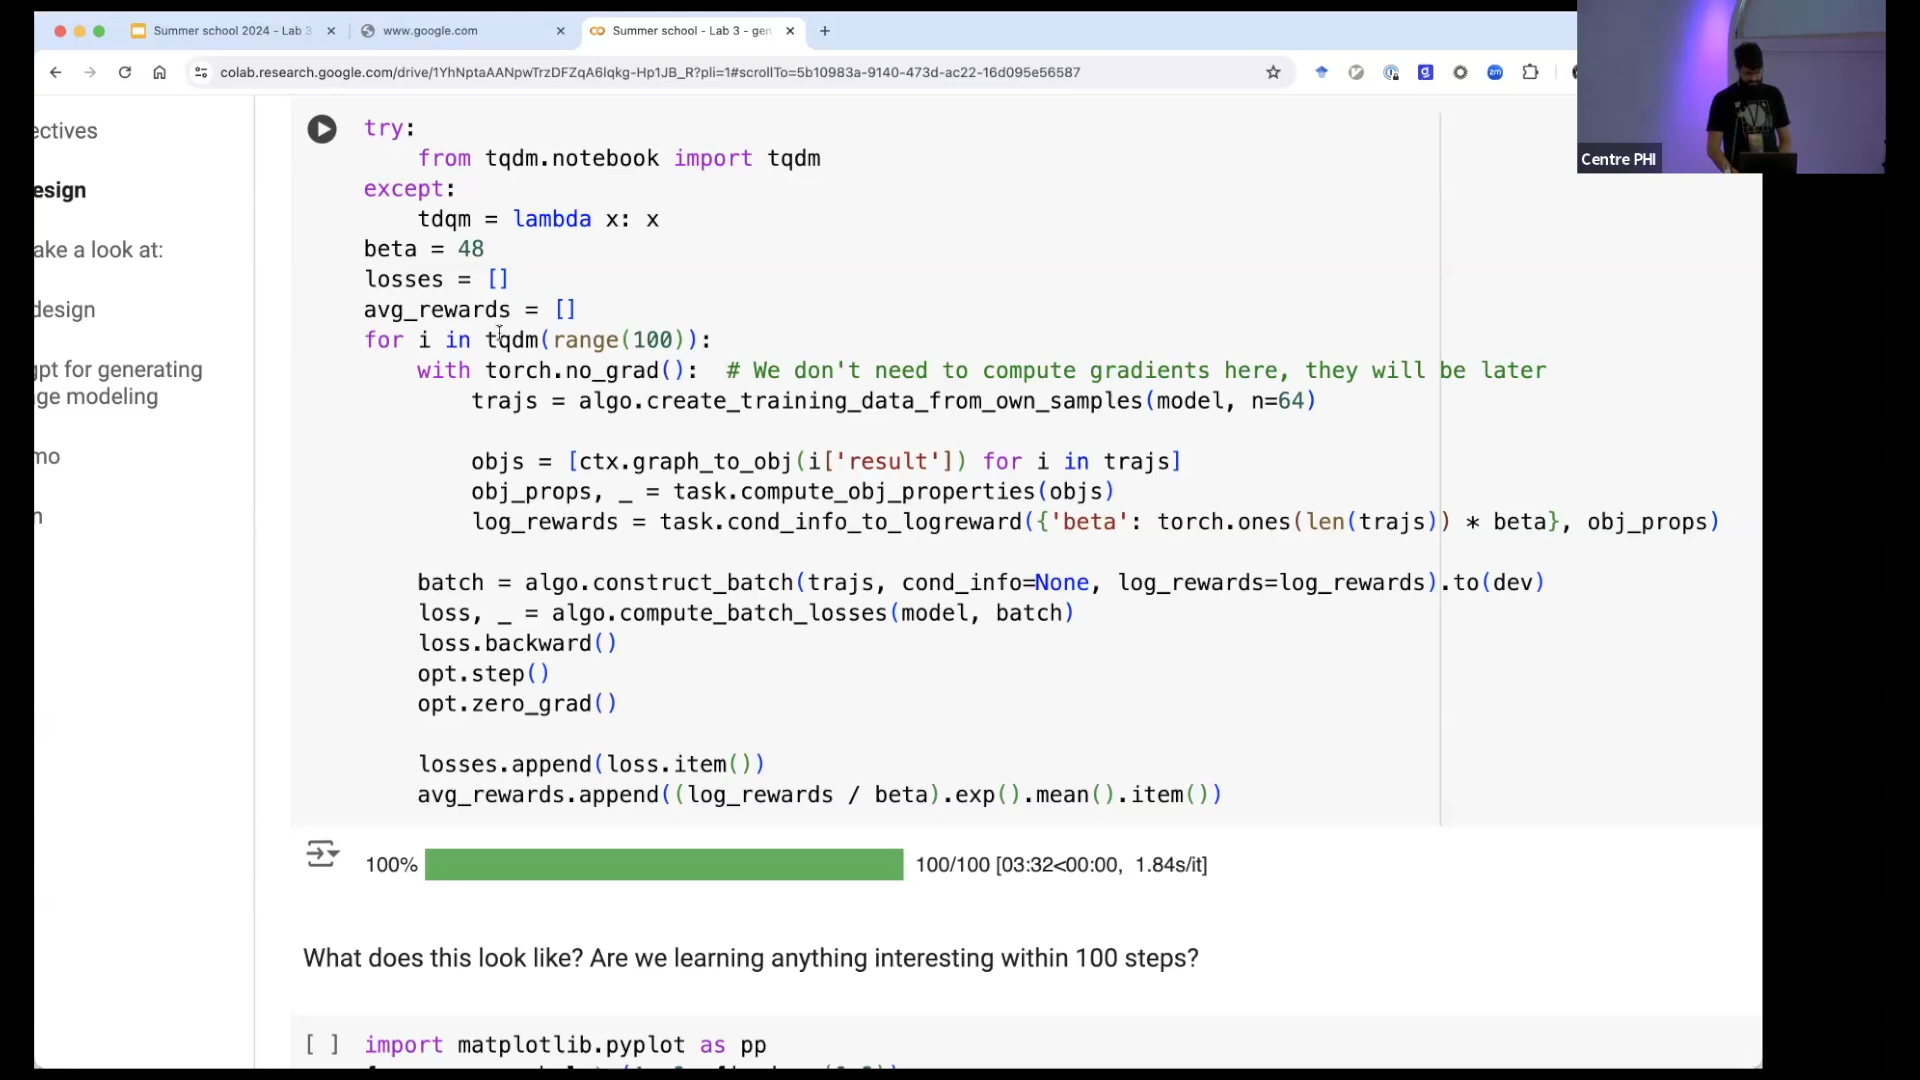 Summer school 2024 - Lab 3
www.google.com
Summer school - Lab 3 - gen
colab.research.google.com/drive/1YhNptaAANpwTrzDFZqA6lqkg-Hp1JB_R?pli=1#scrollTo=5b10983a-9140-473d-ac22-16d095e56587
Centre PHI
ectives
esign
ake a look at:
design
gpt for generating
ge modeling
mo
n
try:
from tqdm.notebook import tqdm
except:
tdqm = lambda x: x
beta = 48
losses = []
avg_rewards = []
for i in tqdm(range(100)):
with torch.no_grad():  # We don't need to compute gradients here, they will be later
trajs = algo.create_training_data_from_own_samples(model, n=64)
objs = [ctx.graph_to_obj(i['result']) for i in trajs]
obj_props, _ = task.compute_obj_properties(objs)
log_rewards = task.cond_info_to_logreward({'beta': torch.ones(len(trajs)) * beta}, obj_props)
batch = algo.construct_batch(trajs, cond_info=None, log_rewards=log_rewards).to(dev)
loss, _ = algo.compute_batch_losses(model, batch)
loss.backward()
opt.step()
opt.zero_grad()
losses.append(loss.item())
avg_rewards.append((log_rewards / beta).exp().mean().item())
100% 100/100 [03:32<00:00, 1.84s/it]
What does this look like? Are we learning anything interesting within 100 steps?
[ ] import matplotlib.pyplot as pp